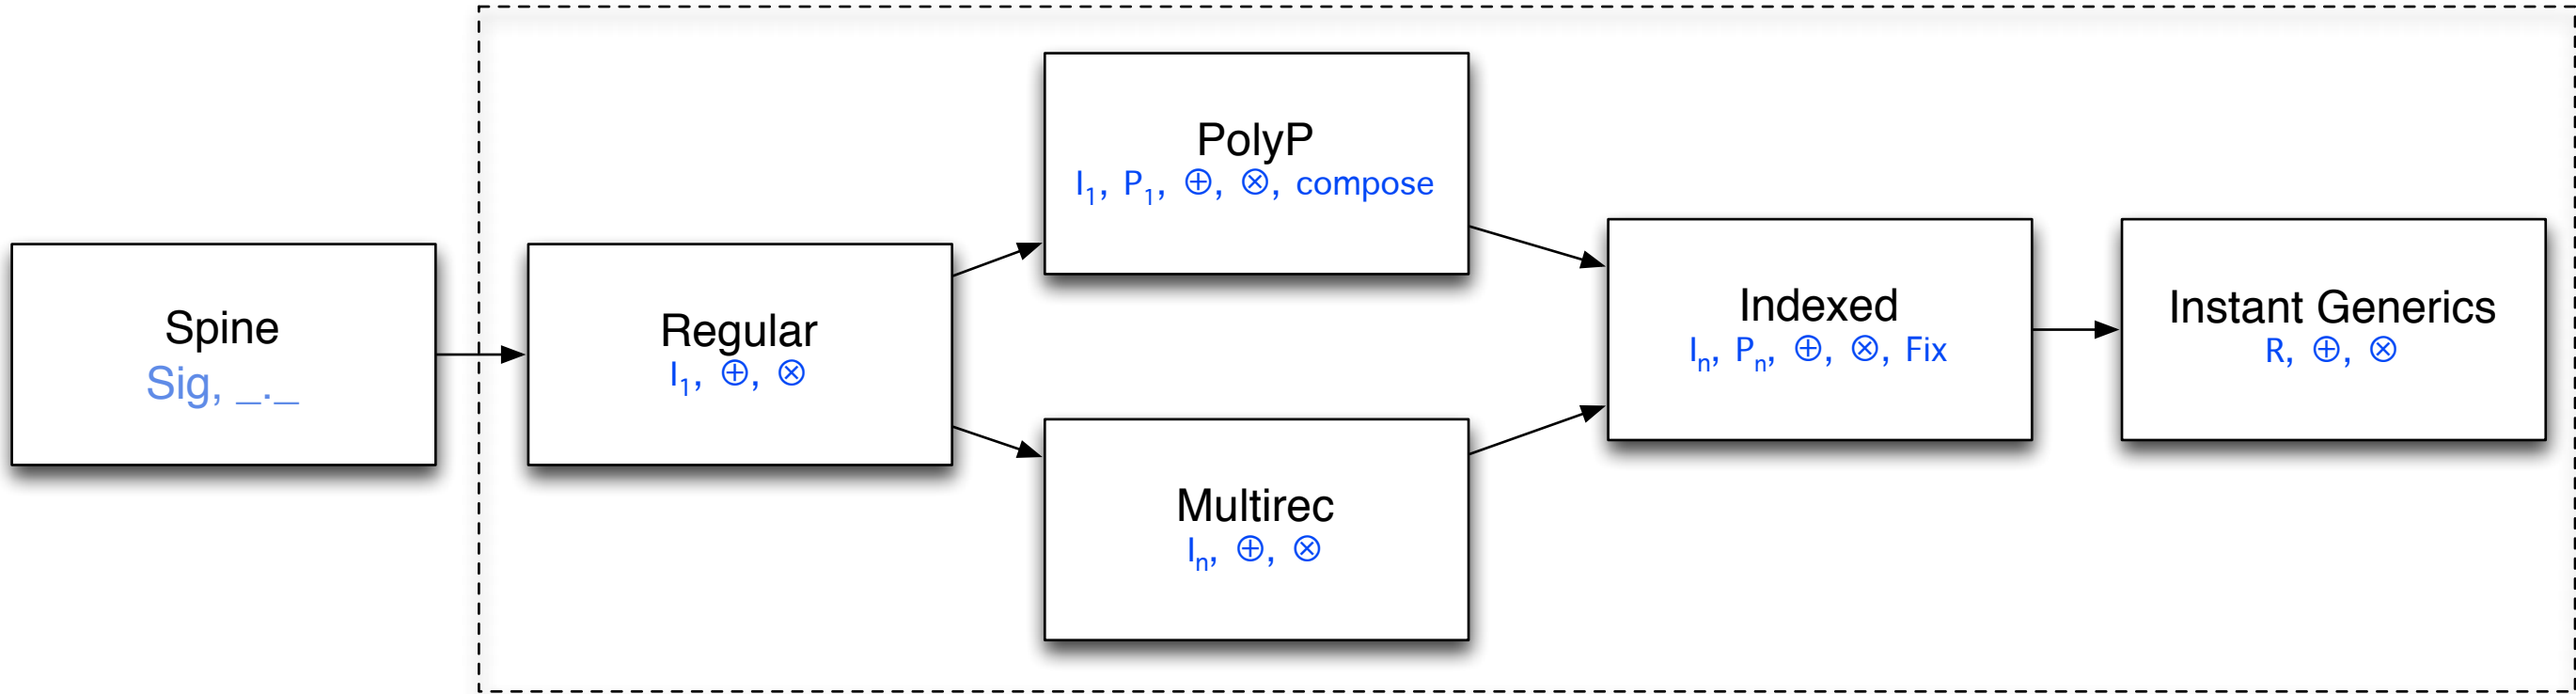 Spine
Sig, _._
Regular
I₁, ⊕, ⊗
PolyP
I₁, P₁, ⊕, ⊗, compose
Multirec
Iₙ, ⊕, ⊗
Indexed
Iₙ, Pₙ, ⊕, ⊗, Fix
Instant Generics
R, ⊕, ⊗